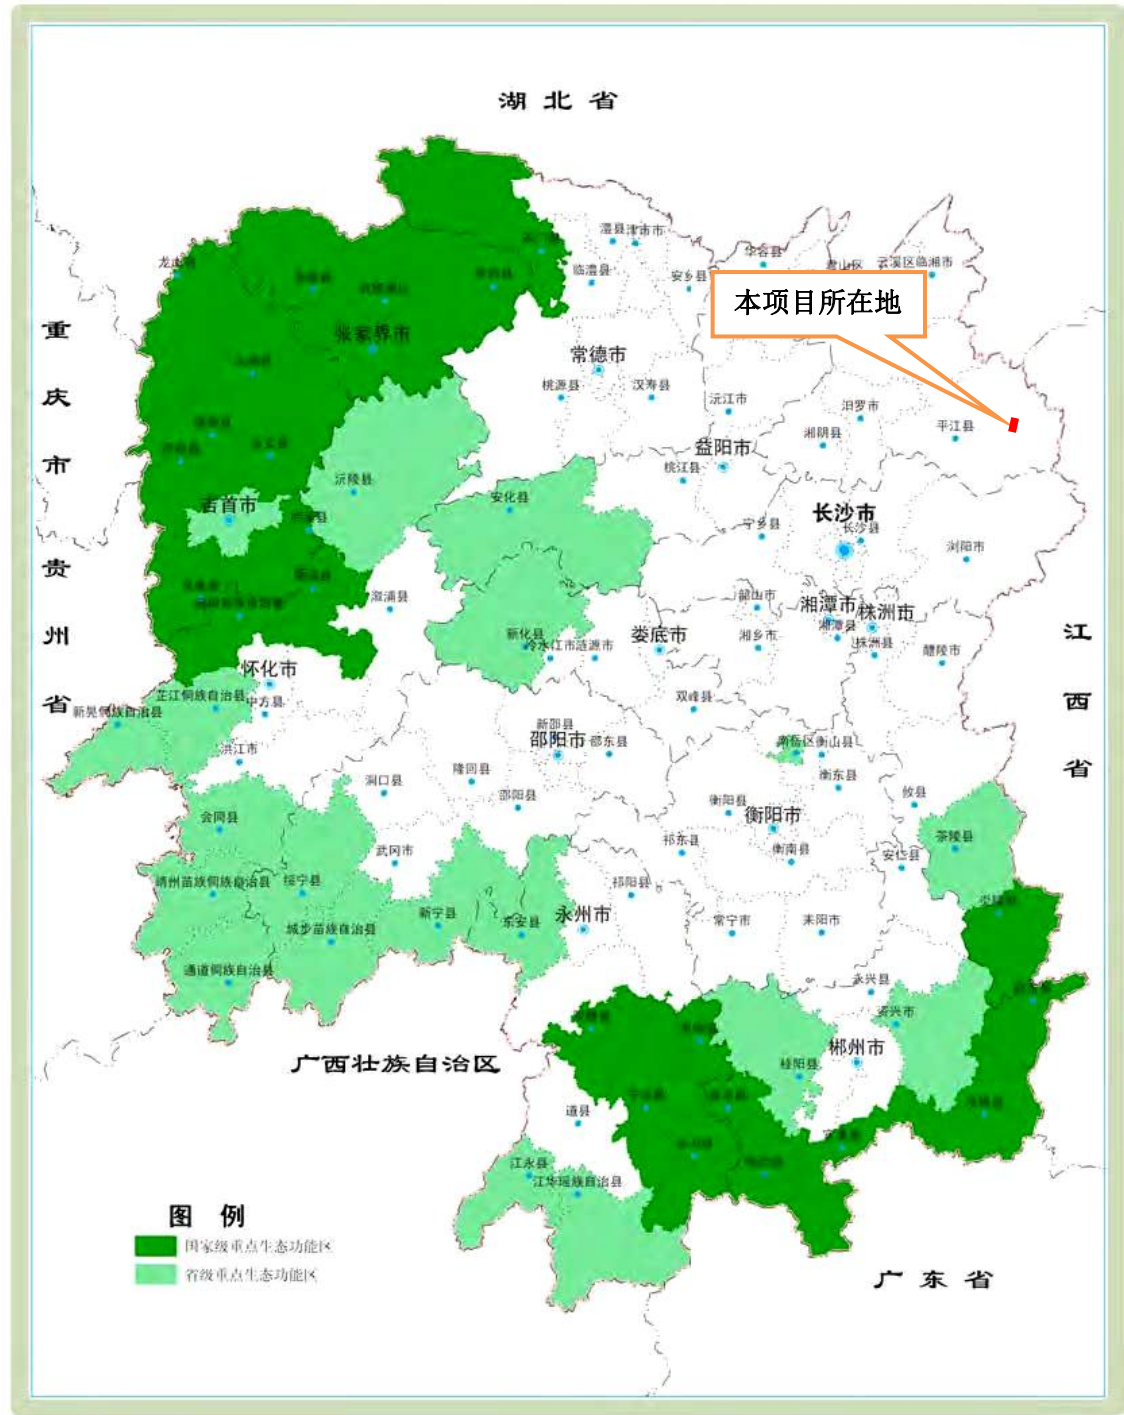 湖北省
澧县
津市市
华容县
云溪区
临湘市
临澧县
安乡县
本项目所在地
重庆市
张家界市
常德市
桃源县
汉寿县
沅江市
汨罗市
平江县
湘阴县
益阳市
桃江县
沅陵县
安化县
吉首市
长沙市
长沙县
宁乡县
浏阳市
贵州省
溆浦县
韶山市
湘潭市
株洲市
湘潭县
江西省
新化县
冷水江市
涟源市
娄底市
湘乡市
株洲县
醴陵市
怀化市
芷江侗族自治县
中方县
新晃侗族自治县
双峰县
新邵县
邵阳市
邵东县
南岳区
衡山县
洪江市
隆回县
洞口县
衡东县
邵阳县
衡阳县
衡阳市
攸县
会同县
茶陵县
武冈市
祁东县
衡南县
安仁县
靖州苗族侗族自治县
绥宁县
祁阳县
新宁县
东安县
永州市
常宁市
耒阳市
城步苗族自治县
通道侗族自治县
永兴县
资兴市
广西壮族自治区
郴州市
桂阳县
道县
江永县
江华瑶族自治县
图例
国家级重点生态功能区
省级重点生态功能区
广东省